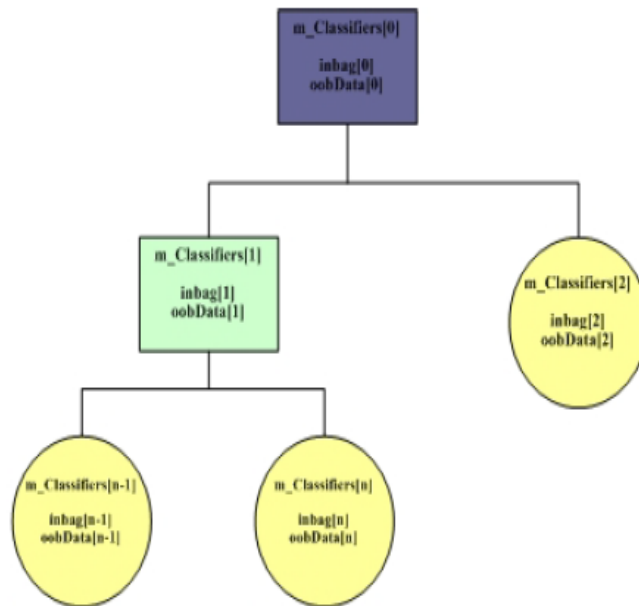 m_Classifiers[0]
inbag[0]
oobData[0]
m_Classifiers[1]
inbag[1]
oobData[1]
m_Classifiers[2]
inbag[2]
oobData[2]
m_Classifiers[n-1]
inbag[n-1]
oobData[n-1]
m_Classifiers[n]
inbag[n]
oobData[n]